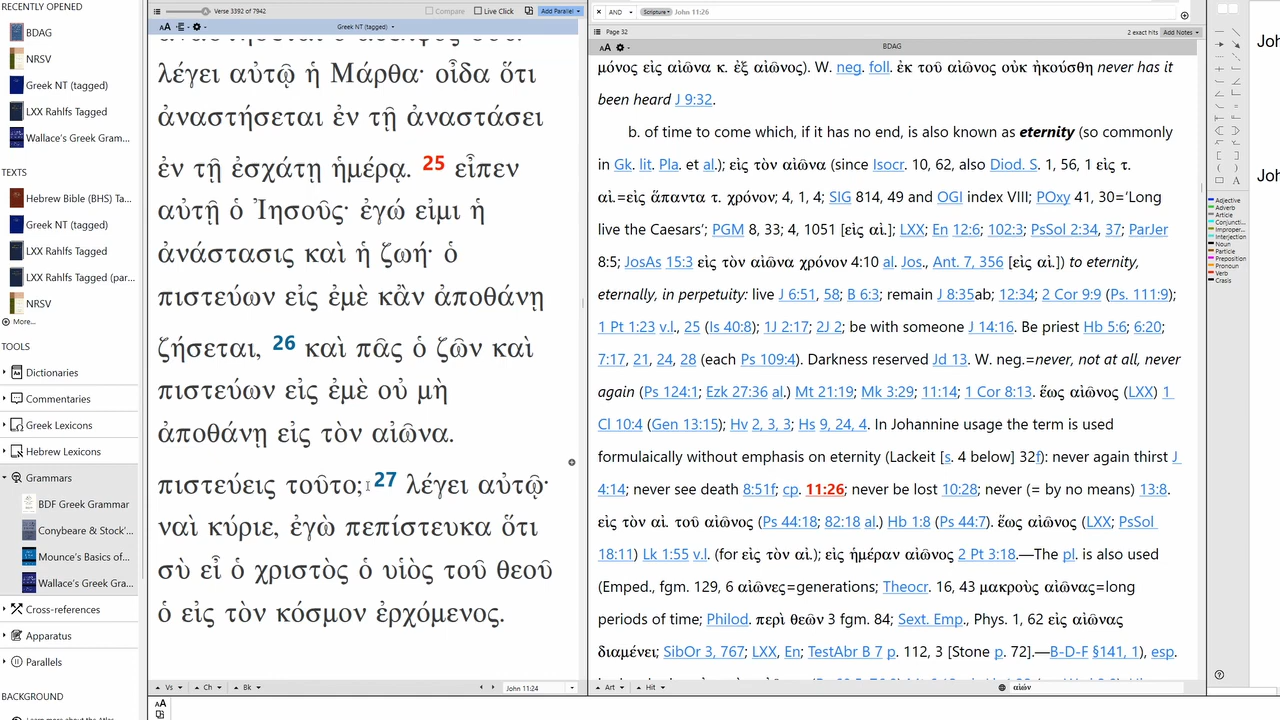 RECENTLY OPENED
BDAG
NRSV
Greek NT (tagged)
LXX Rahlfs Tagged
Wallace's Greek Gram...
TEXTS
Hebrew Bible (BHS) Ta...
Greek NT (tagged)
LXX Rahlfs Tagged
LXX Rahlfs Tagged (par...
NRSV
More...
TOOLS
Dictionaries
Commentaries
Greek Lexicons
Hebrew Lexicons
Grammars
BDF Greek Grammar
Conybeare & Stock'...
Mounce's Basics of...
Wallace's Greek Gra...
Cross-references
Apparatus
Parallels
BACKGROUND
Verse 3392 of 7942
Compare
Live Click
Add Parallel
AA
Greek NT (tagged)
λέγει αὐτῷ ἡ Μάρθα· οἶδα ὅτι
ἀναστήσεται ἐν τῇ ἀναστάσει
ἐν τῇ ἐσχάτῃ ἡμέρᾳ. 25 εἶπεν
αὐτῇ ὁ Ἰησοῦς· ἐγώ εἰμι ἡ
ἀνάστασις καὶ ἡ ζωή· ὁ
πιστεύων εἰς ἐμὲ κἂν ἀποθάνῃ
ζήσεται, 26 καὶ πᾶς ὁ ζῶν καὶ
πιστεύων εἰς ἐμὲ οὐ μὴ
ἀποθάνῃ εἰς τὸν αἰῶνα.
πιστεύεις τοῦτο; 27 λέγει αὐτῷ·
ναὶ κύριε, ἐγὼ πεπίστευκα ὅτι
σὺ εἶ ὁ χριστὸς ὁ υἱὸς τοῦ θεοῦ
ὁ εἰς τὸν κόσμον ἐρχόμενος.
Vs
Ch
Bk
John 11:24
AA
AND
Scripture
John 11:26
Page 32
2 exact hits
Add Notes
AA
BDAG
μόνος εἰς αἰῶνα κ. ἐξ αἰῶνος). W. neg. foll. ἐκ τοῦ αἰῶνος οὐκ ἠκούσθη never has it
been heard J 9:32.
b. of time to come which, if it has no end, is also known as eternity (so commonly
in Gk. lit. Pla. et al.); εἰς τὸν αἰῶνα (since Isocr. 10, 62, also Diod. S. 1, 56, 1 εἰς τ.
αἰ.=εἰς ἅπαντα τ. χρόνον; 4, 1, 4; SIG 814, 49 and OGI index VIII; POxy 41, 30='Long
live the Caesars'; PGM 8, 33; 4, 1051 [εἰς αἰ.]; LXX; En 12:6; 102:3; PsSol 2:34, 37; ParJer
8:5; JosAs 15:3 εἰς τὸν αἰῶνα χρόνον 4:10 al. Jos., Ant. 7, 356 [εἰς αἰ.]) to eternity,
eternally, in perpetuity: live J 6:51, 58; B 6:3; remain J 8:35ab; 12:34; 2 Cor 9:9 (Ps. 111:9);
1 Pt 1:23 v.l., 25 (Is 40:8); 1J 2:17; 2J 2; be with someone J 14:16. Be priest Hb 5:6; 6:20;
7:17, 21, 24, 28 (each Ps 109:4). Darkness reserved Jd 13. W. neg.=never, not at all, never
again (Ps 124:1; Ezk 27:36 al.) Mt 21:19; Mk 3:29; 11:14; 1 Cor 8:13. ἕως αἰῶνος (LXX) 1
Cl 10:4 (Gen 13:15); Hv 2, 3, 3; Hs 9, 24, 4. In Johannine usage the term is used
formulaically without emphasis on eternity (Lackeit [s. 4 below] 32f): never again thirst J
4:14; never see death 8:51f; cp. 11:26; never be lost 10:28; never (= by no means) 13:8.
εἰς τὸν αἰ. τοῦ αἰῶνος (Ps 44:18; 82:18 al.) Hb 1:8 (Ps 44:7). ἕως αἰῶνος (LXX; PsSol
18:11) Lk 1:55 v.l. (for εἰς τὸν αἰ.); εἰς ἡμέραν αἰῶνος 2 Pt 3:18.—The pl. is also used
(Emped., fgm. 129, 6 αἰῶνες=generations; Theocr. 16, 43 μακροὺς αἰῶνας=long
periods of time; Philod. περὶ θεῶν 3 fgm. 84; Sext. Emp., Phys. 1, 62 εἰς αἰῶνας
διαμένει; SibOr 3, 767; LXX, En; TestAbr B 7 p. 112, 3 [Stone p. 72].—B-D-F §141, 1), esp.
Art
Hit
αἰών
Adjective
Adverb
Article
Conjuncti...
Improper...
Interjection
Noun
Particle
Preposition
Pronoun
Verb
Crasis
Joh
Joh